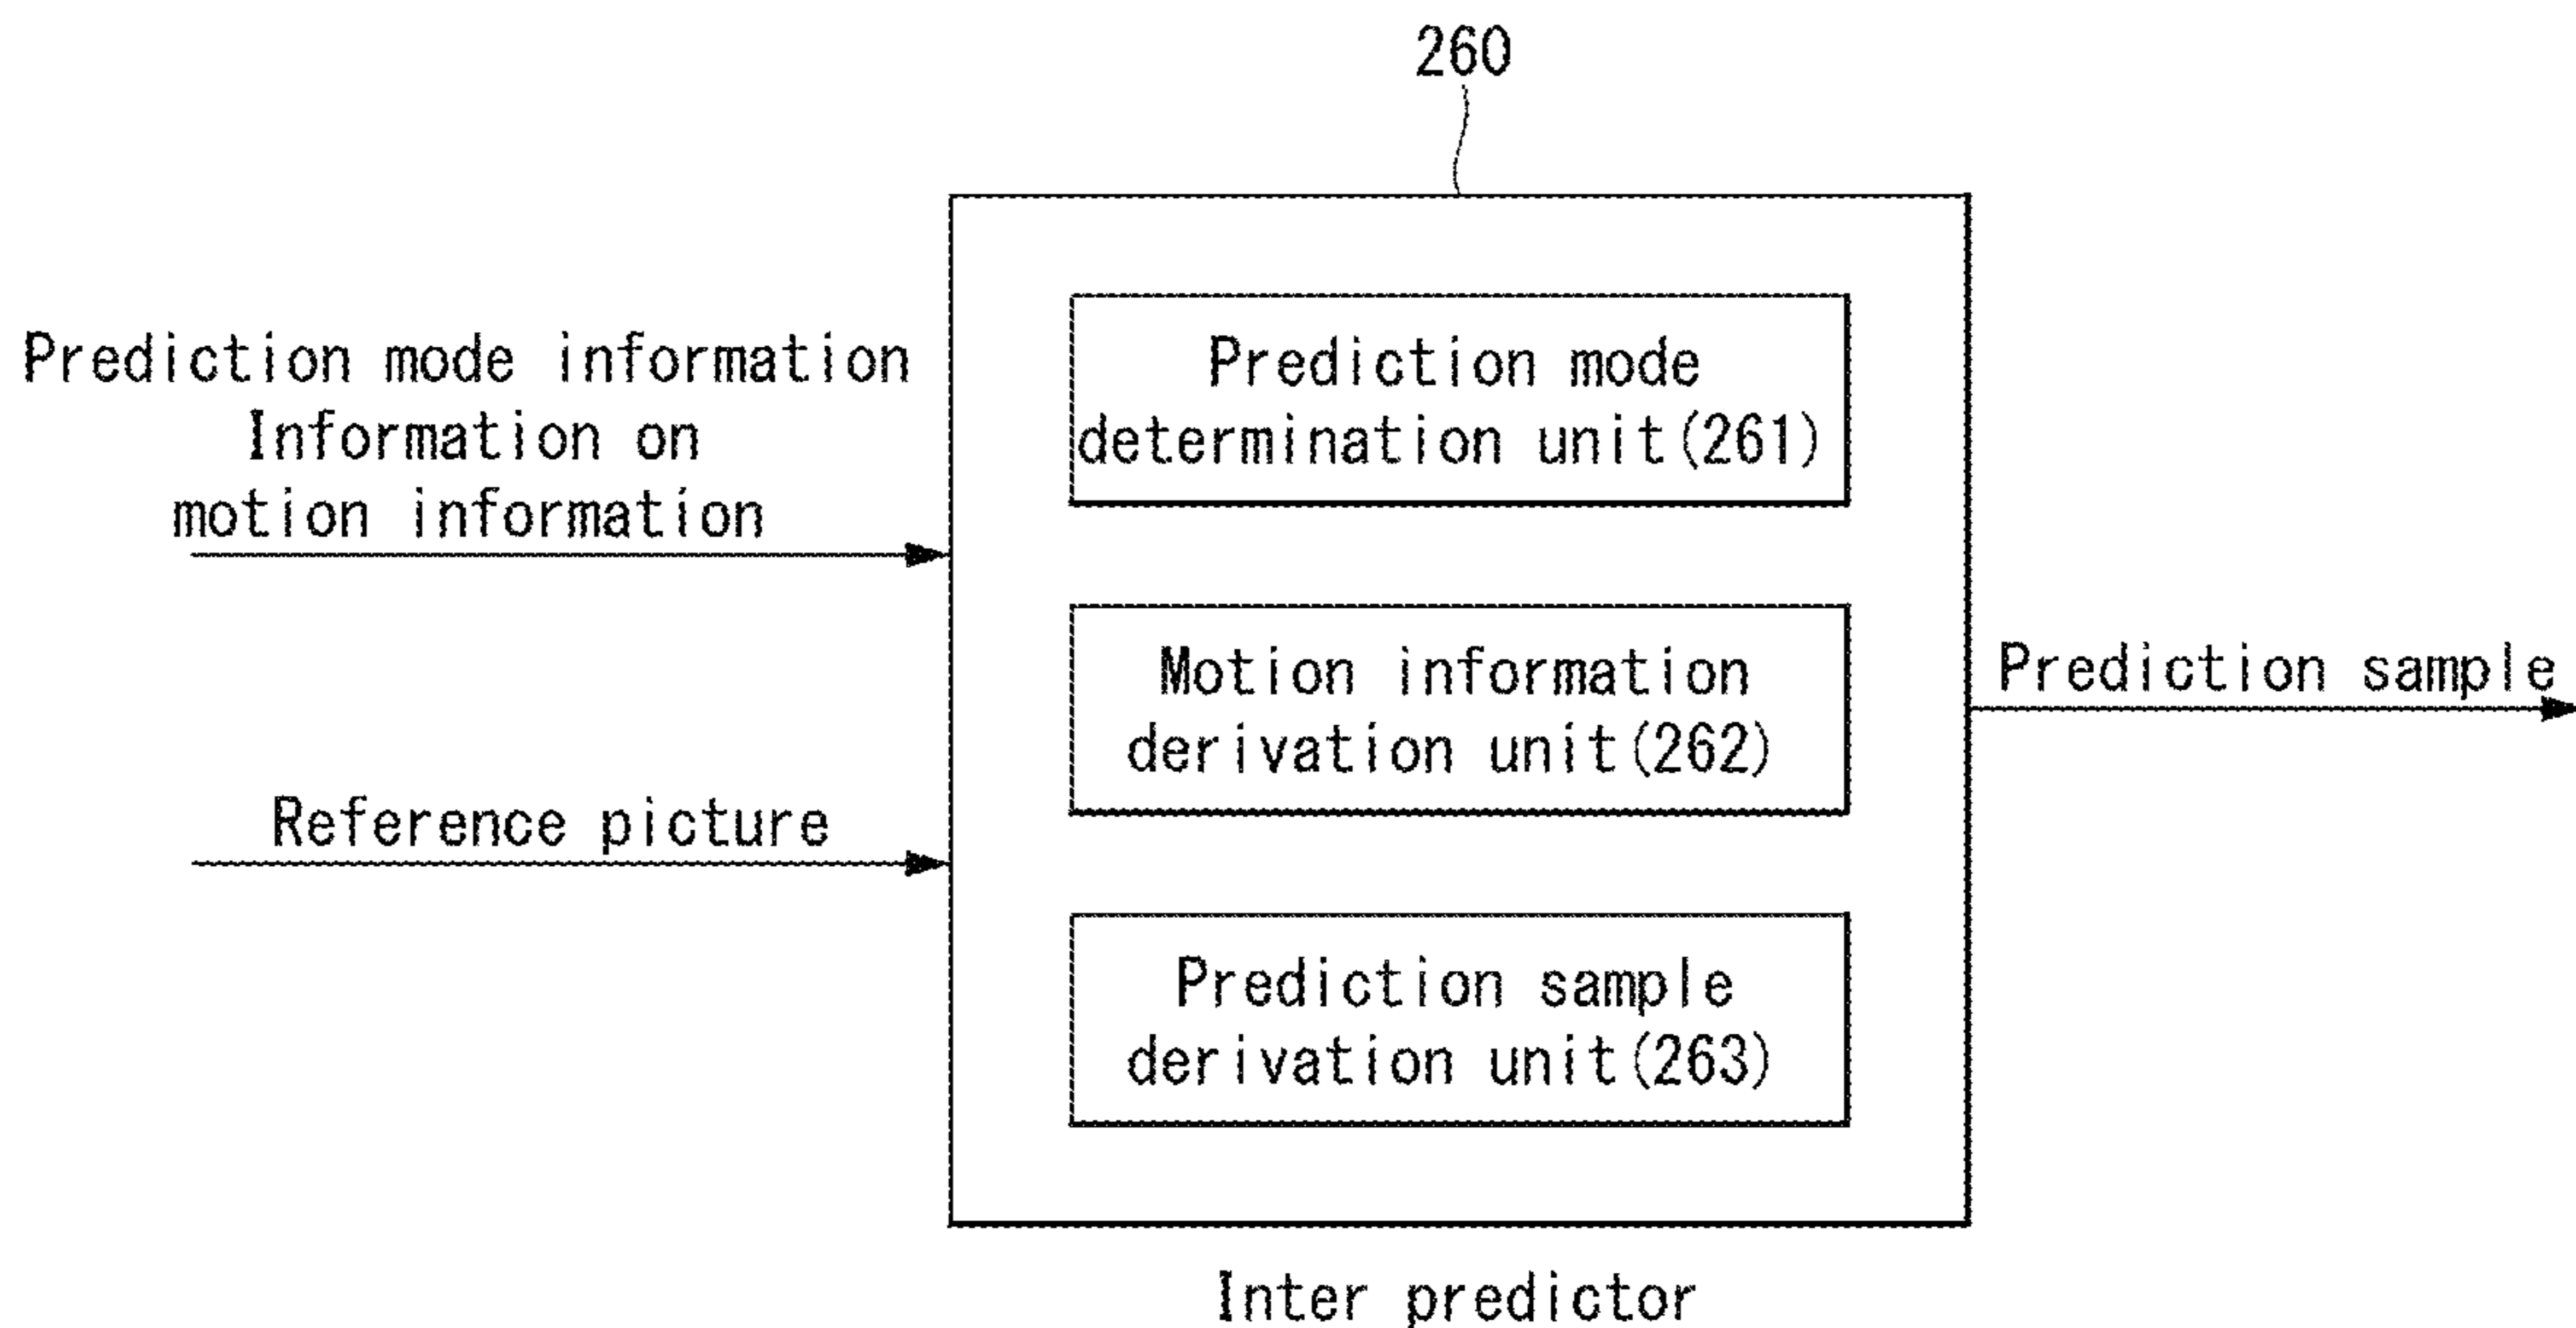 260
Prediction mode information
Information on
motion information
Reference picture
Prediction mode
determination unit(261)
Motion information
derivation unit(262)
Prediction sample
derivation unit(263)
Prediction sample
Inter predictor